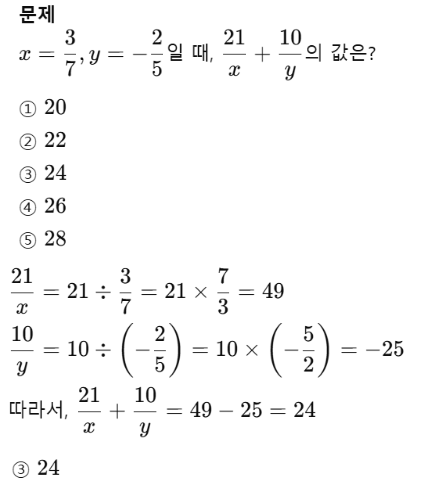 문제
x = 3/7, y = −2/5일 때, 21/x + 10/y의 값은?
① 20
② 22
③ 24
④ 26
⑤ 28
21/x = 21 ÷ 3/7 = 21 × 7/3 = 49
10/y = 10 ÷ (−2/5) = 10 × (−5/2) = −25
따라서, 21/x + 10/y = 49 − 25 = 24
③ 24